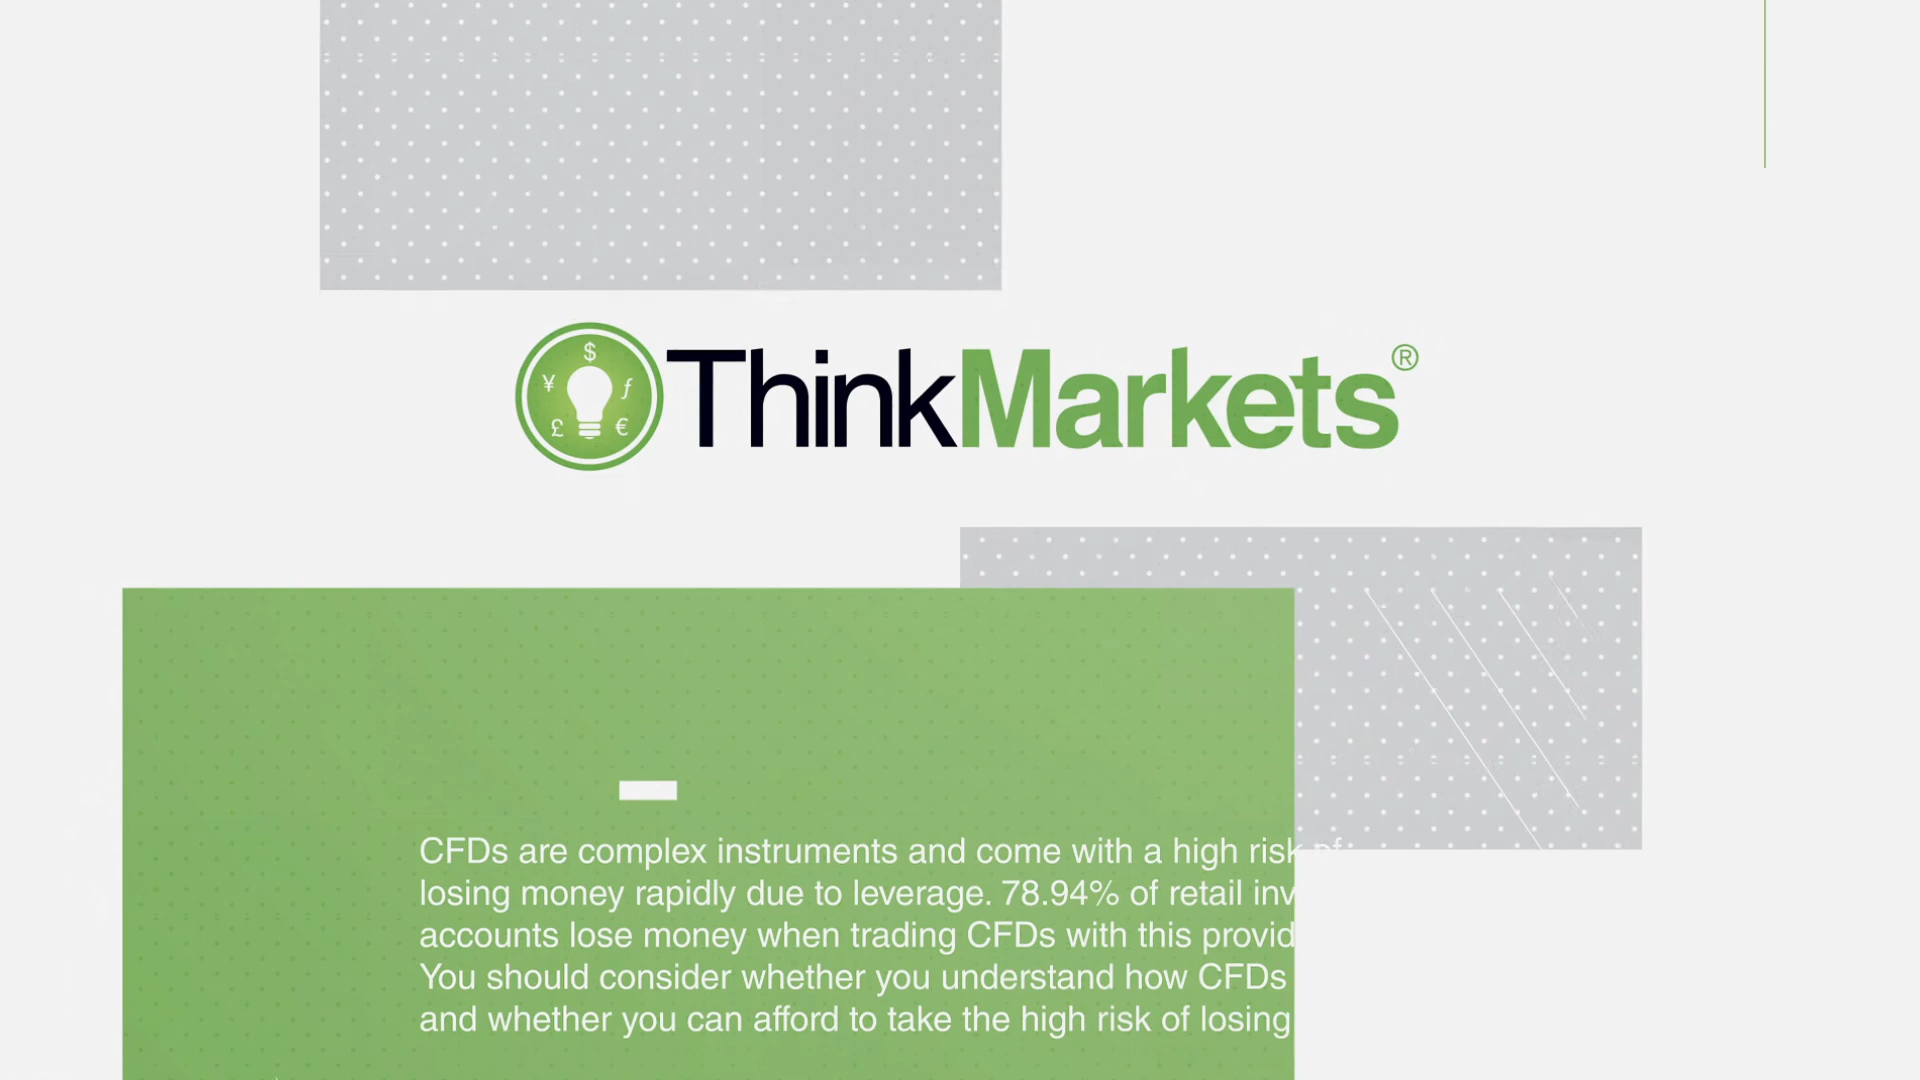 $
¥ ƒ
£ €
ThinkMarkets®
CFDs are complex instruments and come with a high risk of
losing money rapidly due to leverage. 78.94% of retail inv
accounts lose money when trading CFDs with this provid
You should consider whether you understand how CFDs
and whether you can afford to take the high risk of losing